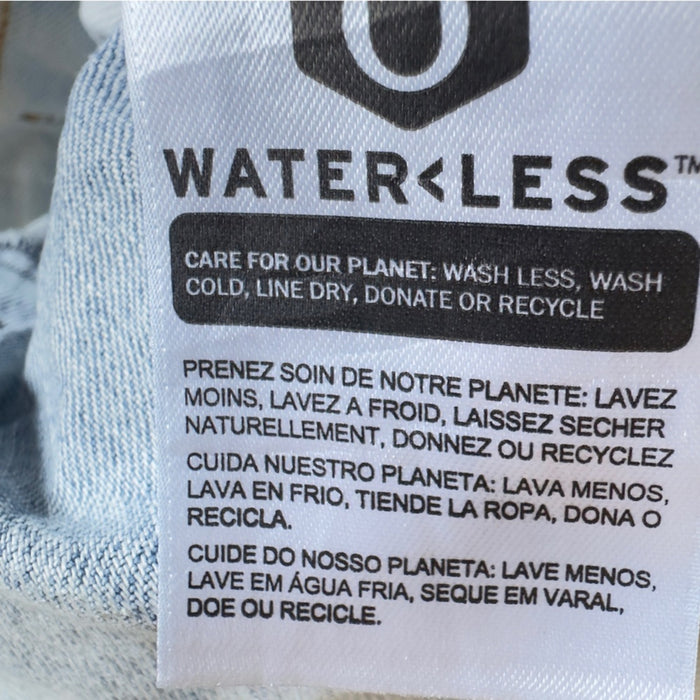 WATER<LESS™
CARE FOR OUR PLANET: WASH LESS, WASH
COLD, LINE DRY, DONATE OR RECYCLE
PRENEZ SOIN DE NOTRE PLANETE: LAVEZ
MOINS, LAVEZ A FROID, LAISSEZ SECHER
NATURELLEMENT, DONNEZ OU RECYCLEZ
CUIDA NUESTRO PLANETA: LAVA MENOS,
LAVA EN FRIO, TIENDE LA ROPA, DONA O
RECICLA.
CUIDE DO NOSSO PLANETA: LAVE MENOS,
LAVE EM ÁGUA FRIA, SEQUE EM VARAL,
DOE OU RECICLE.